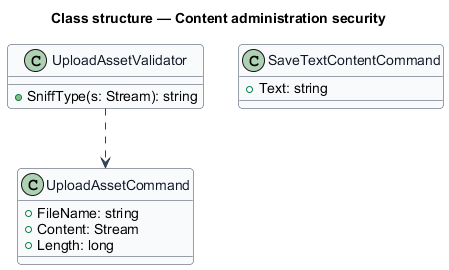 Class structure — Content administration security
C UploadAssetValidator
SniffType(s: Stream): string
C SaveTextContentCommand
Text: string
C UploadAssetCommand
FileName: string
Content: Stream
Length: long